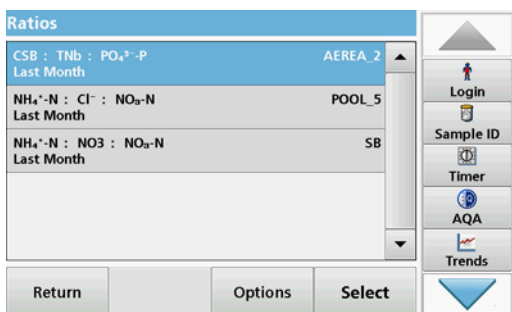 Ratios
CSB : TNb : PO₄³⁻-P AEREA_2
Last Month
NH₄⁺-N : Cl⁻ : NO₃-N POOL_5
Last Month
NH₄⁺-N : NO3 : NO₃-N SB
Last Month
Return
Options
Select
Login
Sample ID
Timer
AQA
Trends